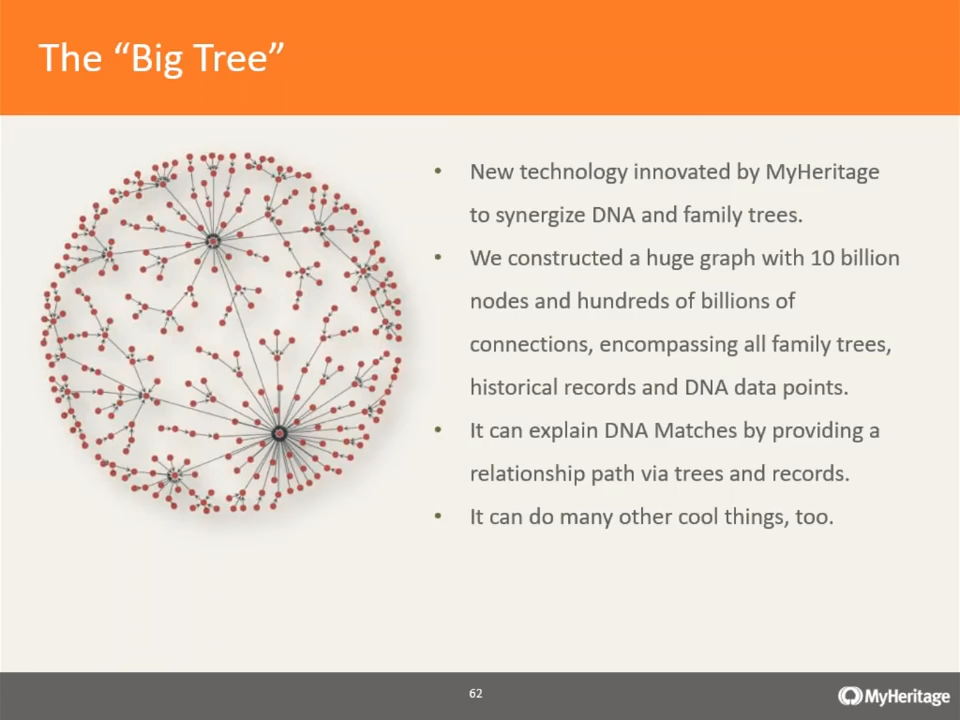 The “Big Tree”
• New technology innovated by MyHeritage
to synergize DNA and family trees.
• We constructed a huge graph with 10 billion
nodes and hundreds of billions of
connections, encompassing all family trees,
historical records and DNA data points.
• It can explain DNA Matches by providing a
relationship path via trees and records.
• It can do many other cool things, too.
62
MyHeritage